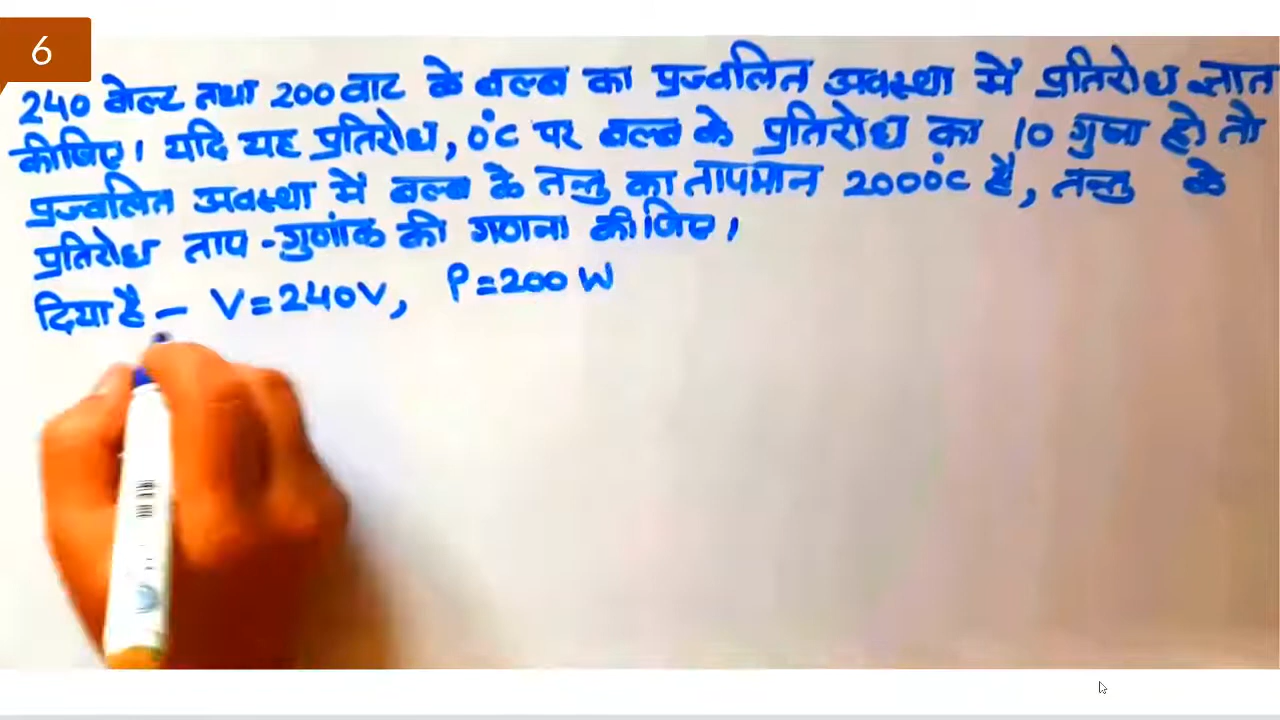 6
240 वोल्ट तथा 200 वाट के बल्ब का प्रज्वलित अवस्था में प्रतिरोध ज्ञात
कीजिए। यदि यह प्रतिरोध, 0°C पर बल्ब के प्रतिरोध का 10 गुना हो तो
प्रज्वलित अवस्था में बल्ब के तन्तु का तापमान 2000°C है, तन्तु के
प्रतिरोध ताप-गुणांक की गणना कीजिए।
दिया है- V=240V, P=200 W